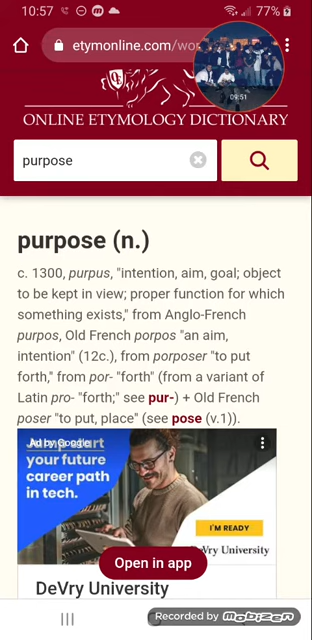 10:57
77%
etymonline.com/wor
09:51
ONLINE ETYMOLOGY DICTIONARY
purpose
purpose (n.)
c. 1300, purpus, "intention, aim, goal; object
to be kept in view; proper function for which
something exists," from Anglo-French
purpos, Old French porpos "an aim,
intention" (12c.), from porposer "to put
forth," from por- "forth" (from a variant of
Latin pro- "forth;" see pur-) + Old French
poser "to put, place" (see pose (v.1)).
Ad by Google
your future
career path
in tech.
I'M READY
DeVry University
Open in app
DeVry University
Recorded by mobizen